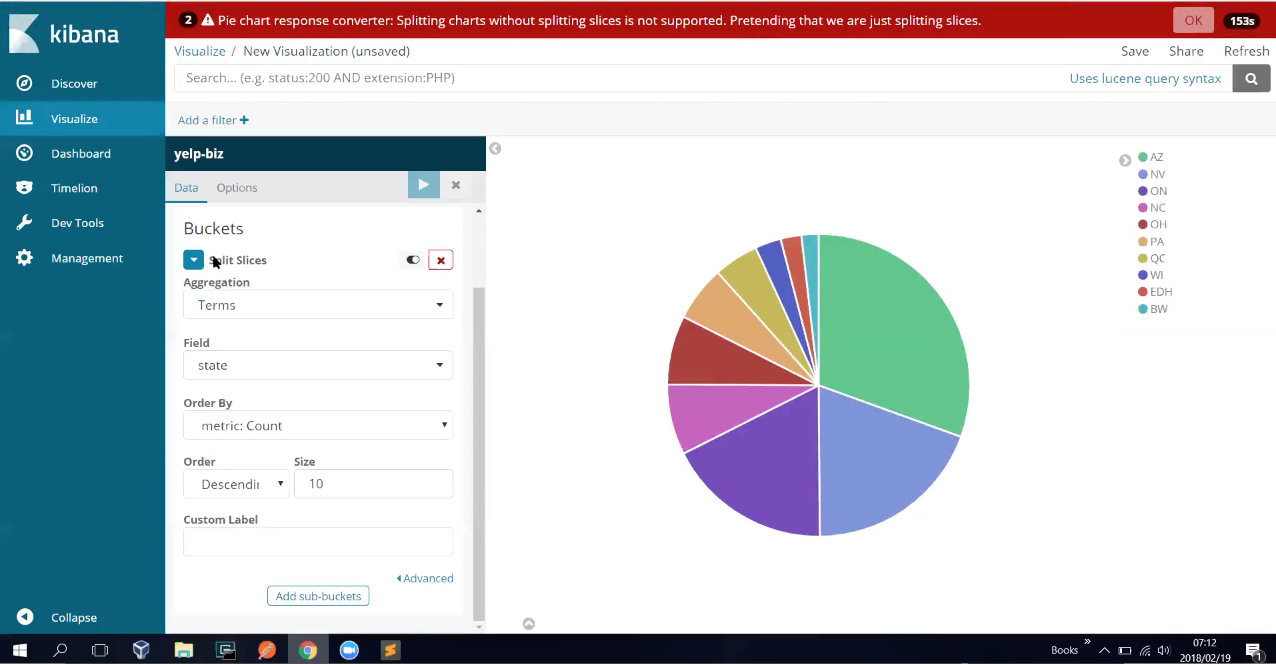 kibana
Discover
Visualize
Dashboard
Timelion
Dev Tools
Management
Collapse
2 Pie chart response converter: Splitting charts without splitting slices is not supported. Pretending that we are just splitting slices. OK 153s
Visualize / New Visualization (unsaved) Save Share Refresh
Search... (e.g. status:200 AND extension:PHP) Uses lucene query syntax
Add a filter +
yelp-biz
Data Options
Buckets
Split Slices
Aggregation
Terms
Field
state
Order By
metric: Count
Order Size
Descendin 10
Custom Label
Advanced
Add sub-buckets
AZ
NV
ON
NC
OH
PA
QC
WI
EDH
BW
Books 07:12
2018/02/19 1